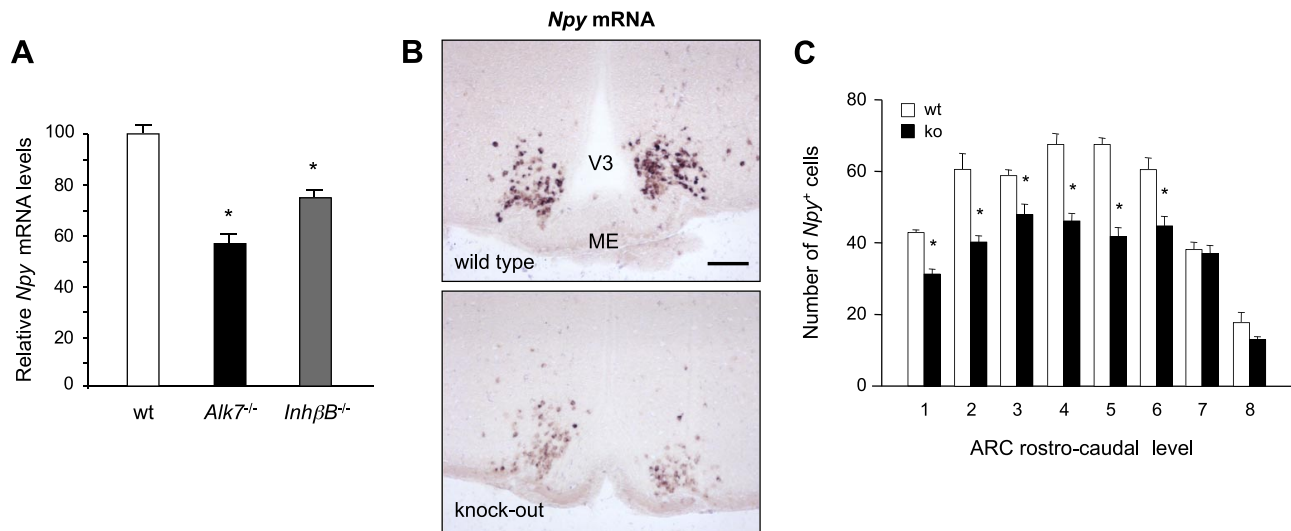 A
Relative Npy mRNA levels
100
80
60
40
20
0
*
*
wt
Alk7-/-
InhβB-/-
Npy mRNA
B
V3
ME
wild type
knock-out
C
wt
ko
Number of Npy+ cells
80
60
40
20
0
*
*
*
*
*
*
1 2 3 4 5 6 7 8
ARC rostro-caudal level